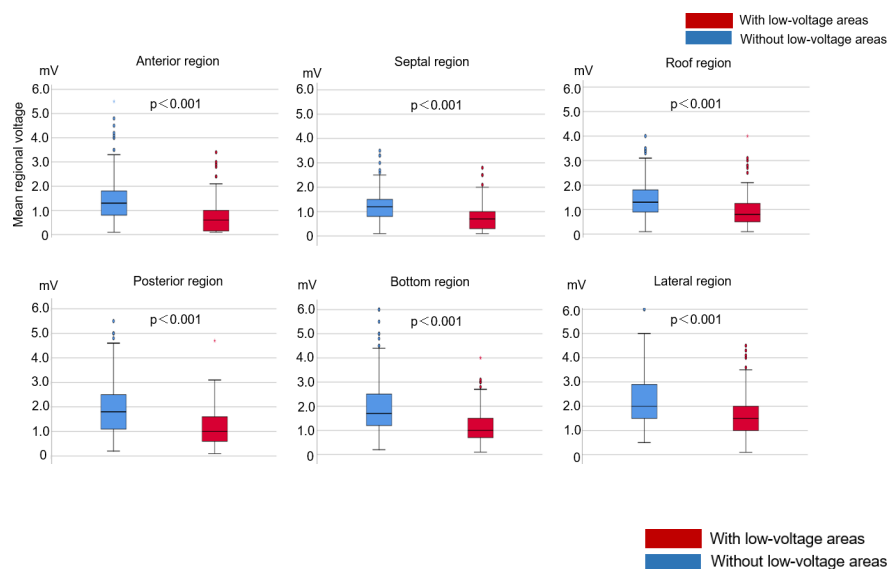 With low-voltage areas
Without low-voltage areas
Anterior region
Septal region
Roof region
mV
mV
mV
Mean regional voltage
6.0
5.0
4.0
3.0
2.0
1.0
0
p<0.001
6.0
5.0
4.0
3.0
2.0
1.0
0
p<0.001
6.0
5.0
4.0
3.0
2.0
1.0
0
p<0.001
Posterior region
Bottom region
Lateral region
mV
mV
mV
6.0
5.0
4.0
3.0
2.0
1.0
0
p<0.001
6.0
5.0
4.0
3.0
2.0
1.0
0
p<0.001
6.0
5.0
4.0
3.0
2.0
1.0
0
p<0.001
With low-voltage areas
Without low-voltage areas